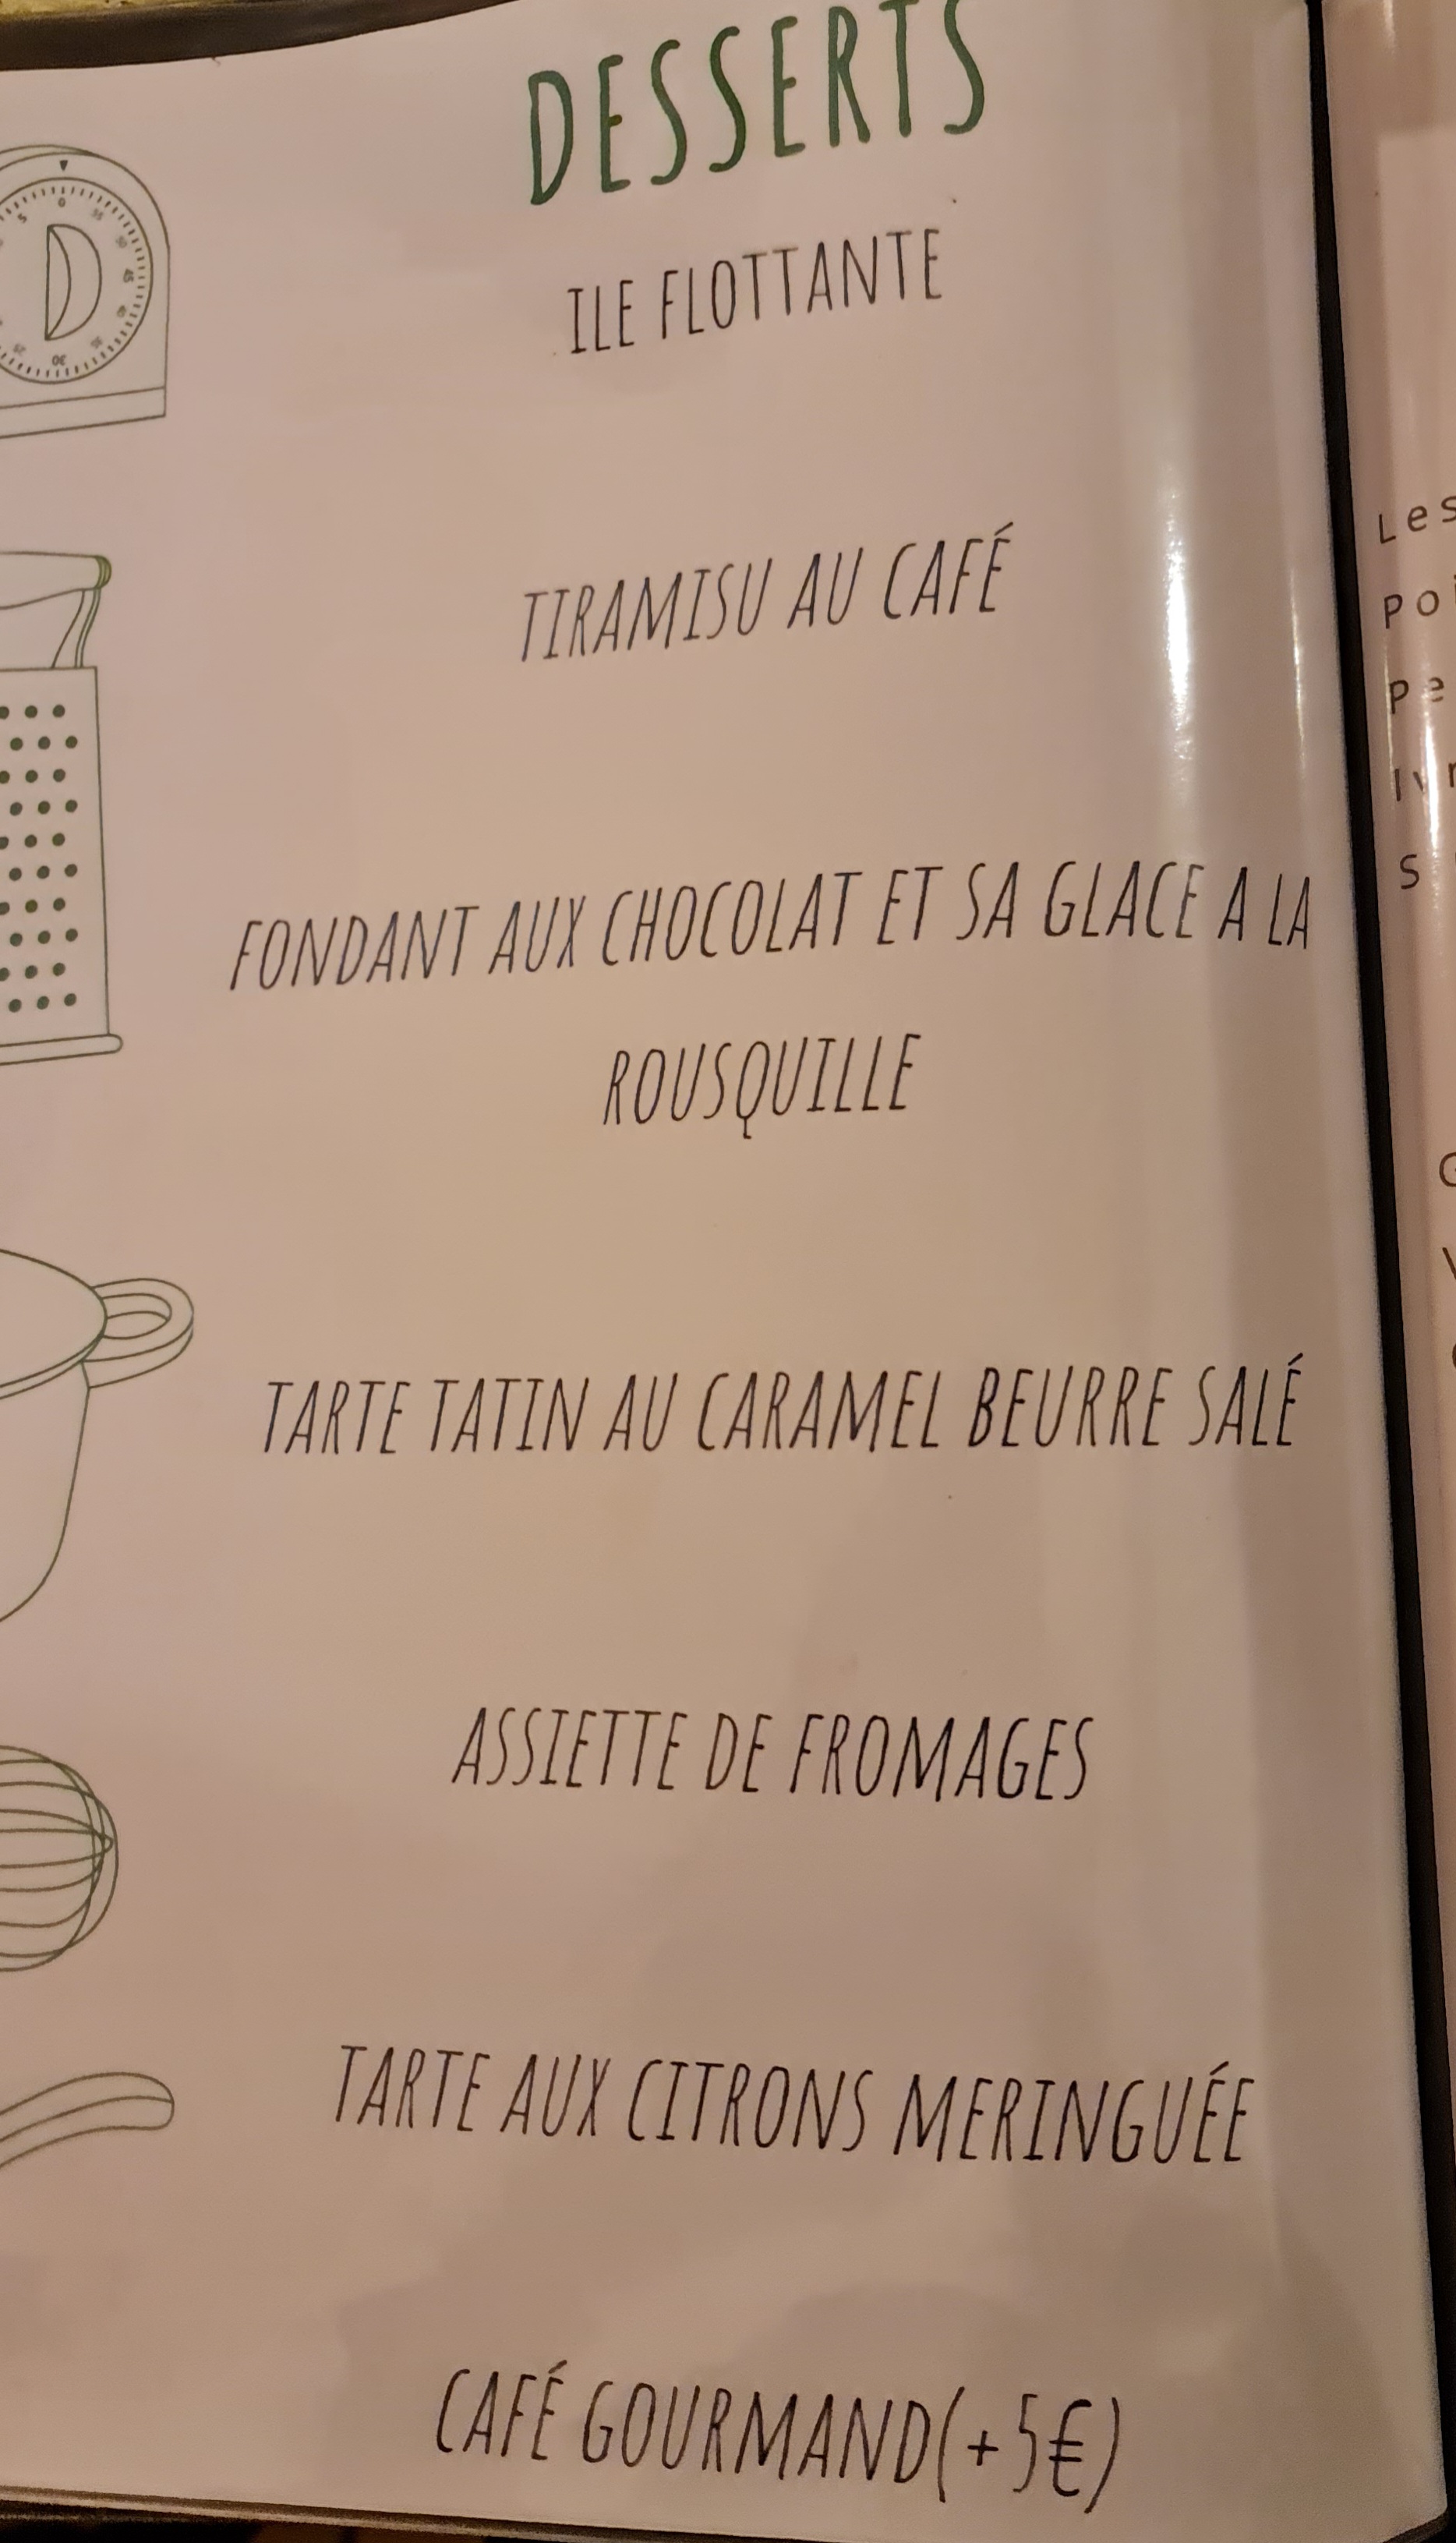 DESSERTS
ILE FLOTTANTE
TIRAMISU AU CAFÉ
FONDANT AUX CHOCOLAT ET SA GLACE A LA
ROUSQUILLE
TARTE TATIN AU CARAMEL BEURRE SALÉ
ASSIETTE DE FROMAGES
TARTE AUX CITRONS MERINGUÉE
CAFÉ GOURMAND(+5€)
Les